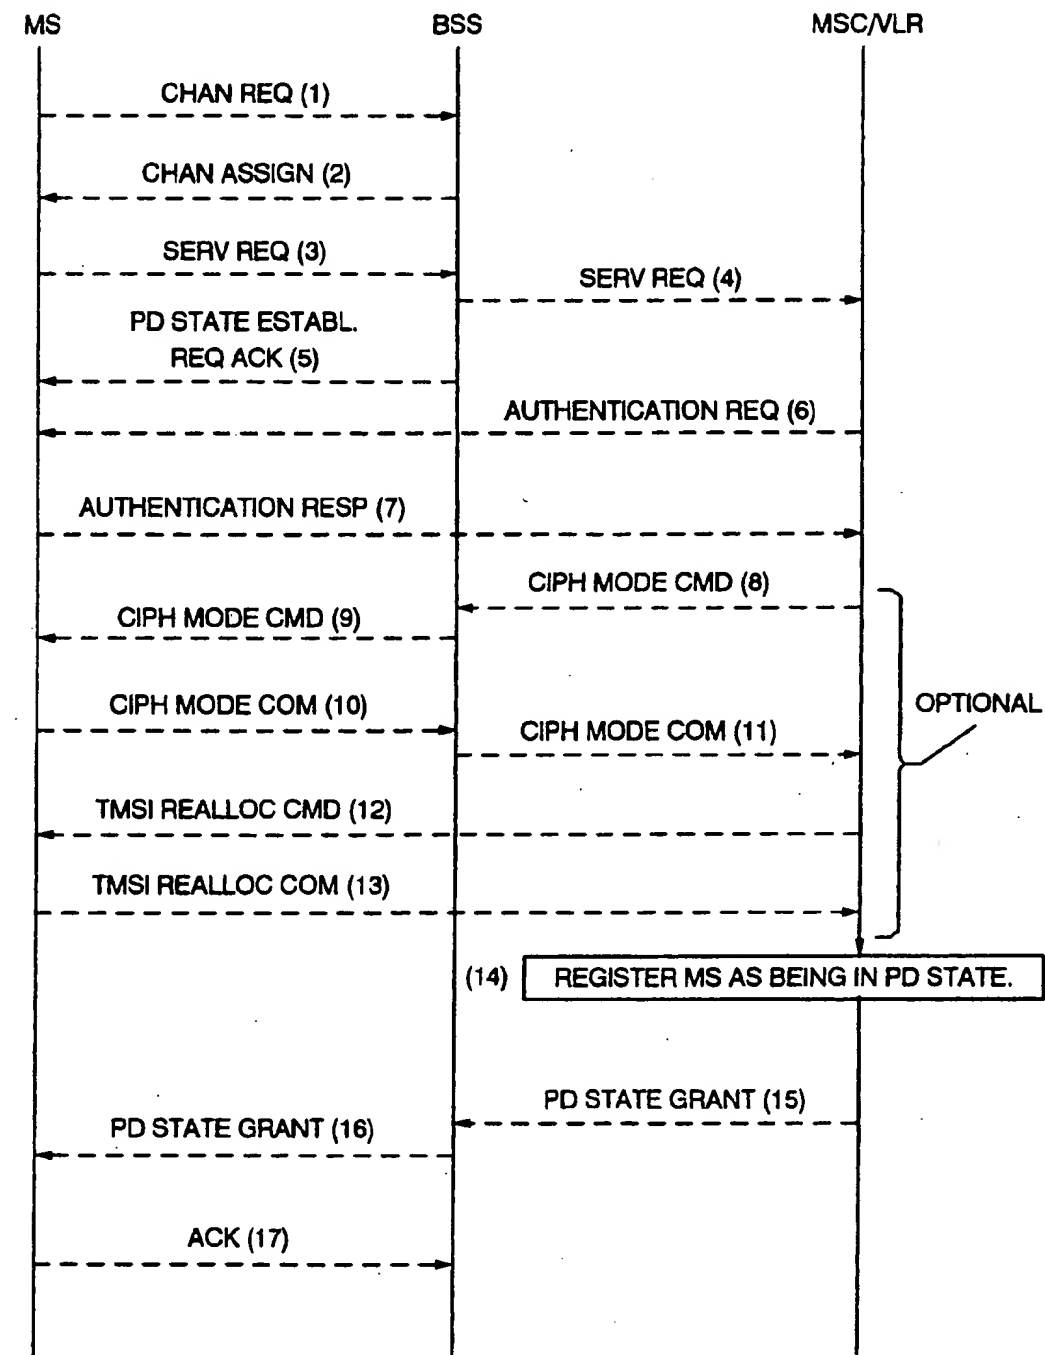 MS
BSS
MSC/VLR
CHAN REQ (1)
CHAN ASSIGN (2)
SERV REQ (3)
SERV REQ (4)
PD STATE ESTABL.
REQ ACK (5)
AUTHENTICATION REQ (6)
AUTHENTICATION RESP (7)
CIPH MODE CMD (8)
CIPH MODE CMD (9)
CIPH MODE COM (10)
OPTIONAL
CIPH MODE COM (11)
TMSI REALLOC CMD (12)
TMSI REALLOC COM (13)
(14)
REGISTER MS AS BEING IN PD STATE.
PD STATE GRANT (15)
PD STATE GRANT (16)
ACK (17)